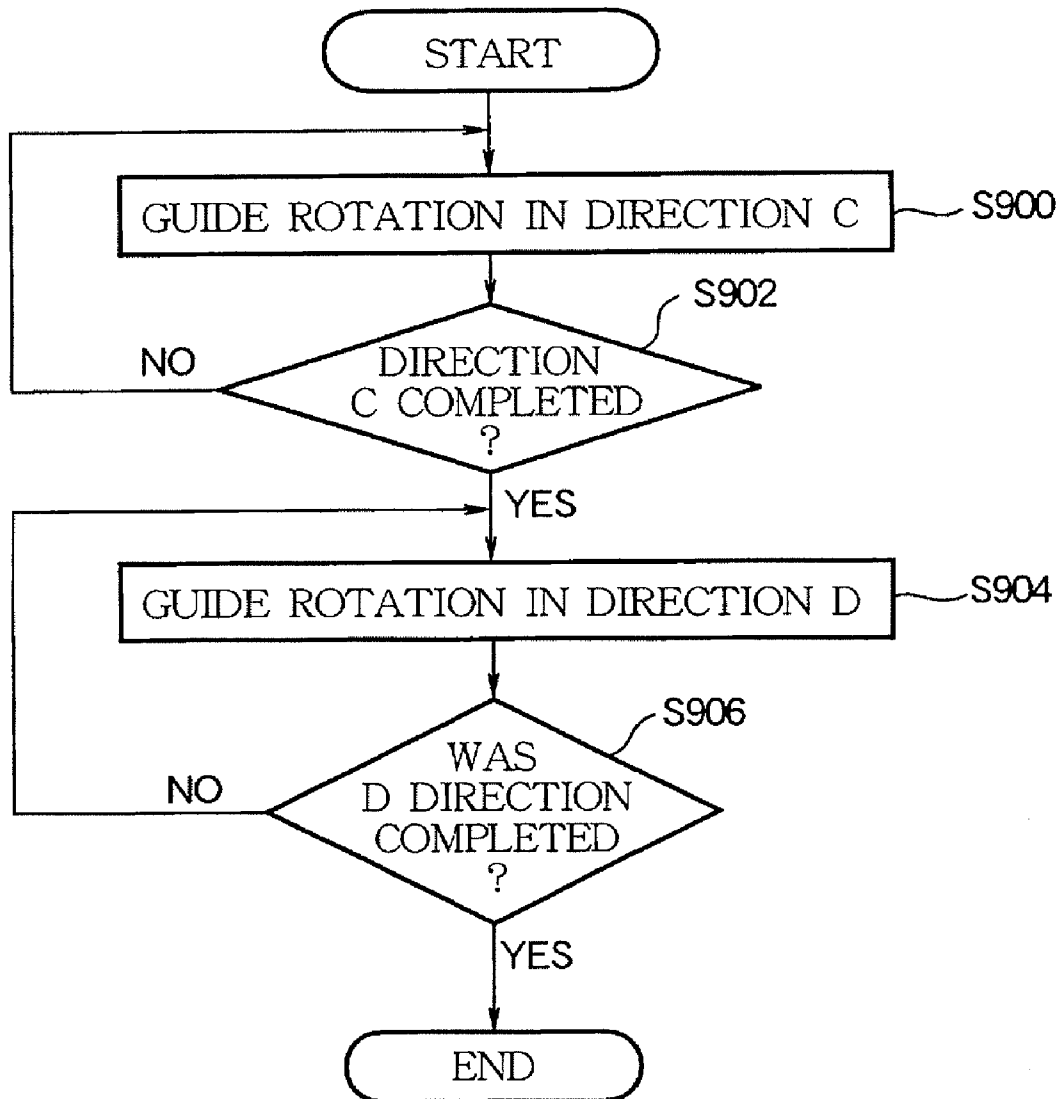 START
GUIDE ROTATION IN DIRECTION C
S900
S902
DIRECTION
C COMPLETED
?
NO
YES
GUIDE ROTATION IN DIRECTION D
S904
S906
WAS
D DIRECTION
COMPLETED
?
NO
YES
END